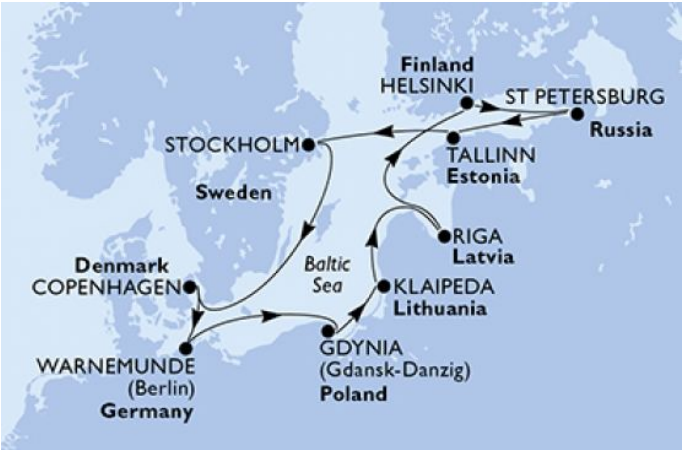 Finland
HELSINKI
ST PETERSBURG
Russia
STOCKHOLM
TALLINN
Estonia
Sweden
RIGA
Latvia
Denmark
COPENHAGEN
Baltic
Sea
KLAIPEDA
Lithuania
WARNEMUNDE
(Berlin)
Germany
GDYNIA
(Gdansk-Danzig)
Poland